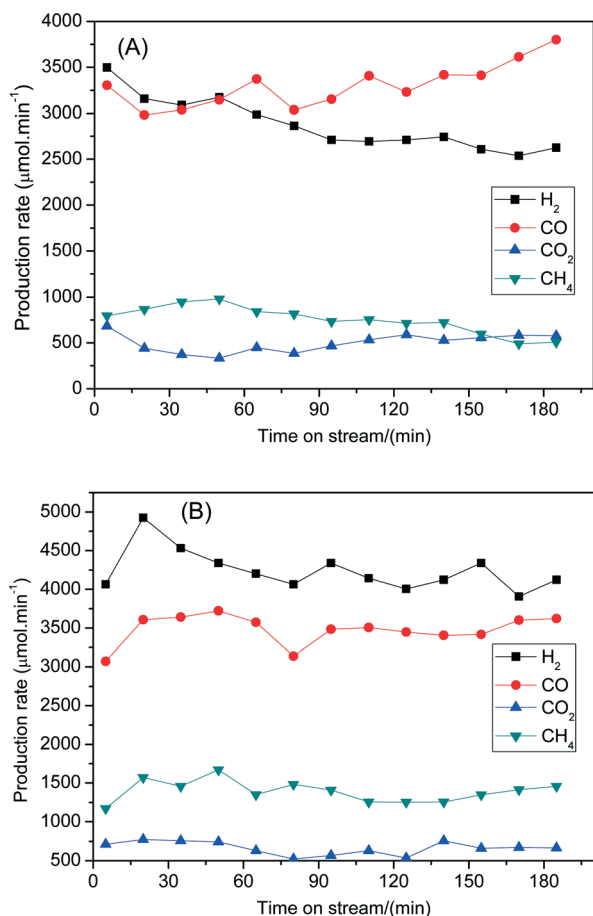 (A)
4000
3500
3000
2500
2000
1500
1000
500
0
Production rate (μmol.min⁻¹)
H₂
CO
CO₂
CH₄
0 30 60 90 120 150 180
Time on stream/(min)
(B)
5000
4500
4000
3500
3000
2500
2000
1500
1000
500
Production rate (μmol.min⁻¹)
H₂
CO
CO₂
CH₄
0 30 60 90 120 150 180
Time on stream/(min)